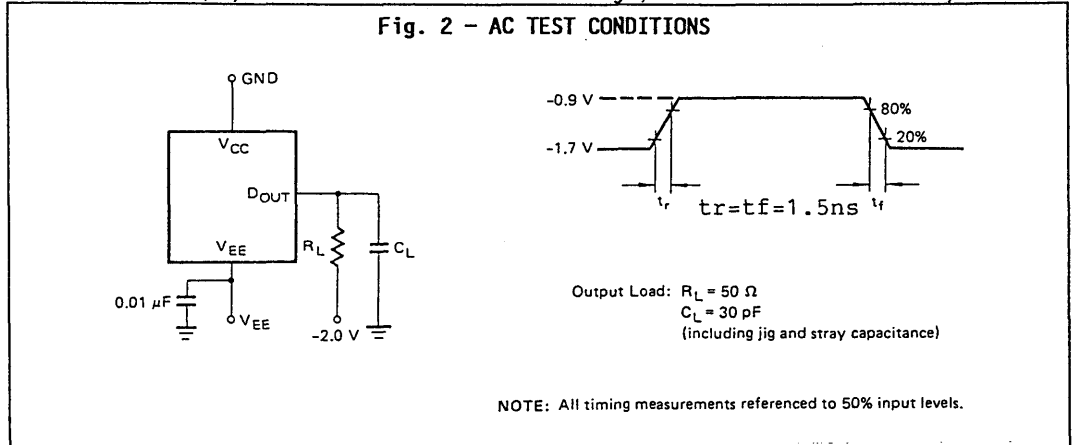 Fig. 2 – AC TEST CONDITIONS
GND
VCC
DOUT
VEE
RL
CL
0.01 μF
VEE
-2.0 V
-0.9 V
-1.7 V
80%
20%
tr
tr=tf=1.5ns
tf
Output Load: RL = 50 Ω
CL = 30 pF
(including jig and stray capacitance)
NOTE: All timing measurements referenced to 50% input levels.